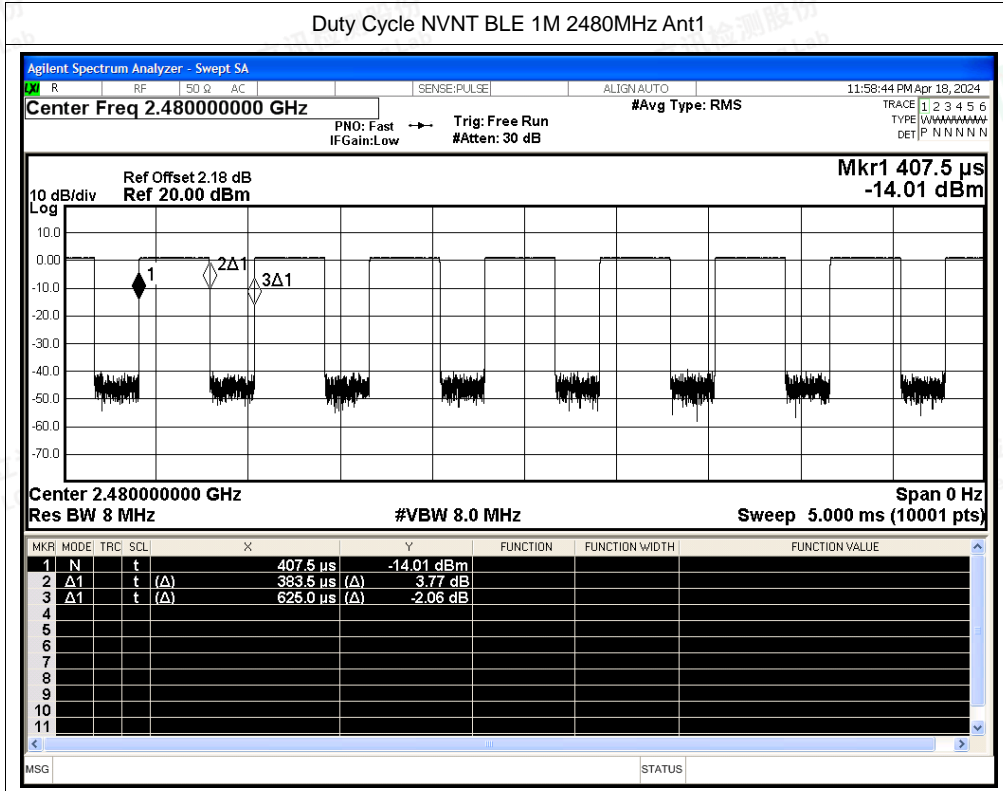 Duty Cycle NVNT BLE 1M 2480MHz Ant1
Agilent Spectrum Analyzer - Swept SA
LXI R RF 50 Ω AC SENSE:PULSE ALIGN AUTO 11:58:44 PM Apr 18, 2024
Center Freq 2.480000000 GHz #Avg Type: RMS TRACE 1 2 3 4 5 6
PNO: Fast Trig: Free Run TYPE W
IFGain:Low #Atten: 30 dB DET P N N N N N
Mkr1 407.5 µs
Ref Offset 2.18 dB
10 dB/div Ref 20.00 dBm -14.01 dBm
Log
10.0
0.00
1 2Δ1 3Δ1
-10.0
-20.0
-30.0
-40.0
-50.0
-60.0
-70.0
Center 2.480000000 GHz Span 0 Hz
Res BW 8 MHz #VBW 8.0 MHz Sweep 5.000 ms (10001 pts)
MKR MODE TRC SCL X Y FUNCTION FUNCTION WIDTH FUNCTION VALUE
1 N t 407.5 µs -14.01 dBm
2 Δ1 t (Δ) 383.5 µs (Δ) 3.77 dB
3 Δ1 t (Δ) 625.0 µs (Δ) -2.06 dB
4
5
6
7
8
9
10
11
MSG STATUS